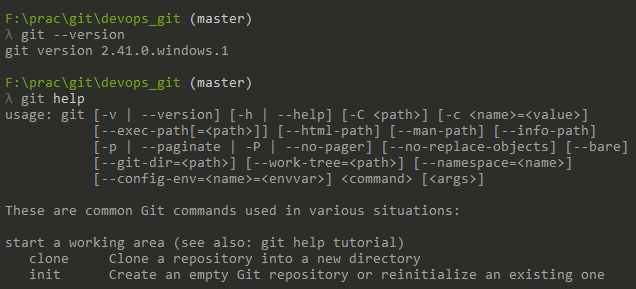 F:\prac\git\devops_git (master)
λ git --version
git version 2.41.0.windows.1
F:\prac\git\devops_git (master)
λ git help
usage: git [-v | --version] [-h | --help] [-C <path>] [-c <name>=<value>]
[--exec-path[=<path>]] [--html-path] [--man-path] [--info-path]
[-p | --paginate | -P | --no-pager] [--no-replace-objects] [--bare]
[--git-dir=<path>] [--work-tree=<path>] [--namespace=<name>]
[--config-env=<name>=<envvar>] <command> [<args>]
These are common Git commands used in various situations:
start a working area (see also: git help tutorial)
clone     Clone a repository into a new directory
init      Create an empty Git repository or reinitialize an existing one